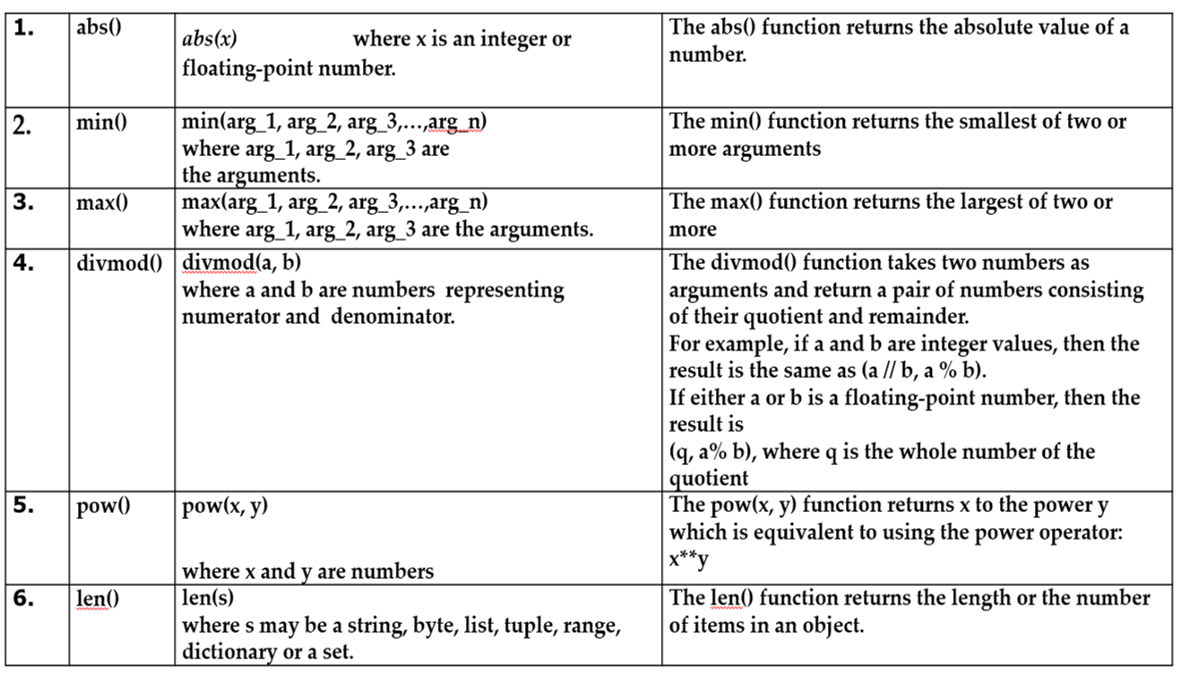 1.
abs()
abs(x) where x is an integer or
floating-point number.
The abs() function returns the absolute value of a
number.
2.
min()
min(arg_1, arg_2, arg_3,...,arg_n)
where arg_1, arg_2, arg_3 are
the arguments.
The min() function returns the smallest of two or
more arguments
3.
max()
max(arg_1, arg_2, arg_3,...,arg_n)
where arg_1, arg_2, arg_3 are the arguments.
The max() function returns the largest of two or
more
4.
divmod()
divmod(a, b)
where a and b are numbers representing
numerator and denominator.
The divmod() function takes two numbers as
arguments and return a pair of numbers consisting
of their quotient and remainder.
For example, if a and b are integer values, then the
result is the same as (a // b, a % b).
If either a or b is a floating-point number, then the
result is
(q, a% b), where q is the whole number of the
quotient
5.
pow()
pow(x, y)
where x and y are numbers
The pow(x, y) function returns x to the power y
which is equivalent to using the power operator:
x**y
6.
len()
len(s)
where s may be a string, byte, list, tuple, range,
dictionary or a set.
The len() function returns the length or the number
of items in an object.